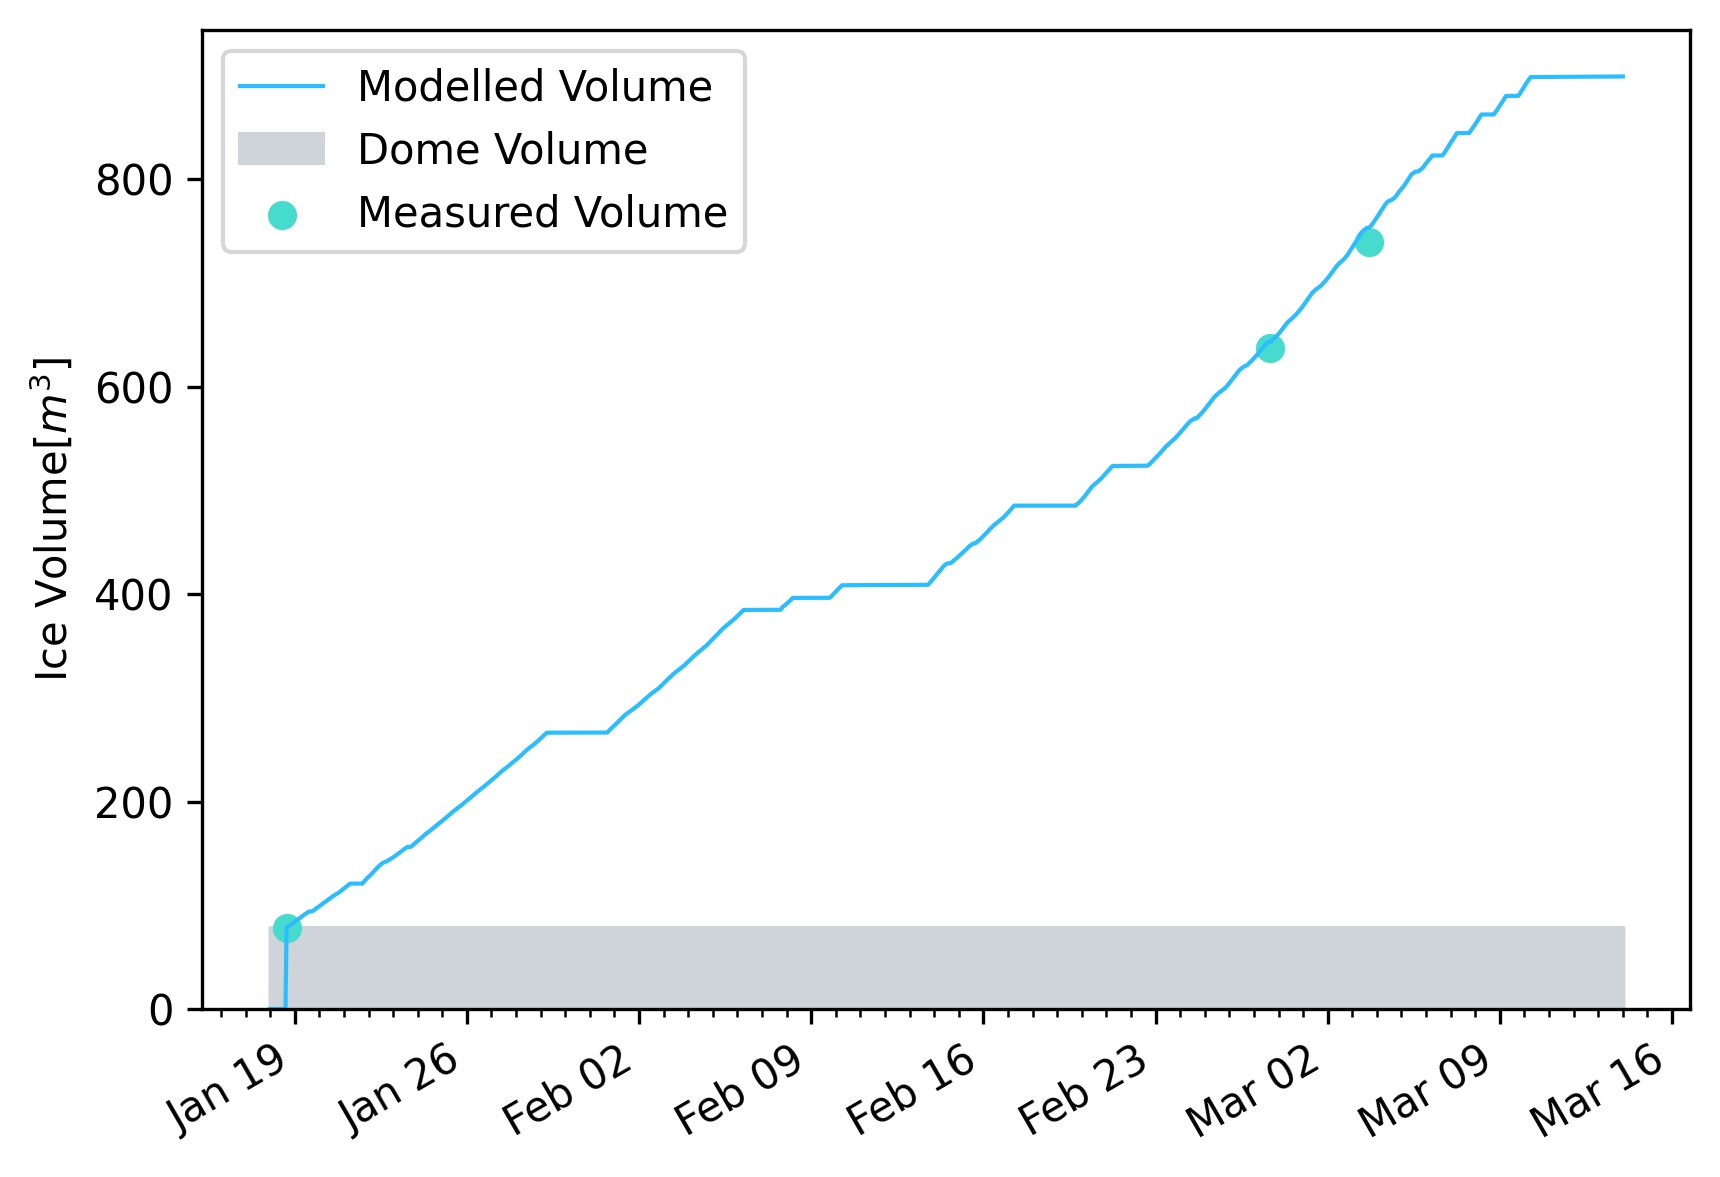 Modelled Volume
Dome Volume
Measured Volume
Ice Volume[m³]
800
600
400
200
0
Jan 19
Jan 26
Feb 02
Feb 09
Feb 16
Feb 23
Mar 02
Mar 09
Mar 16